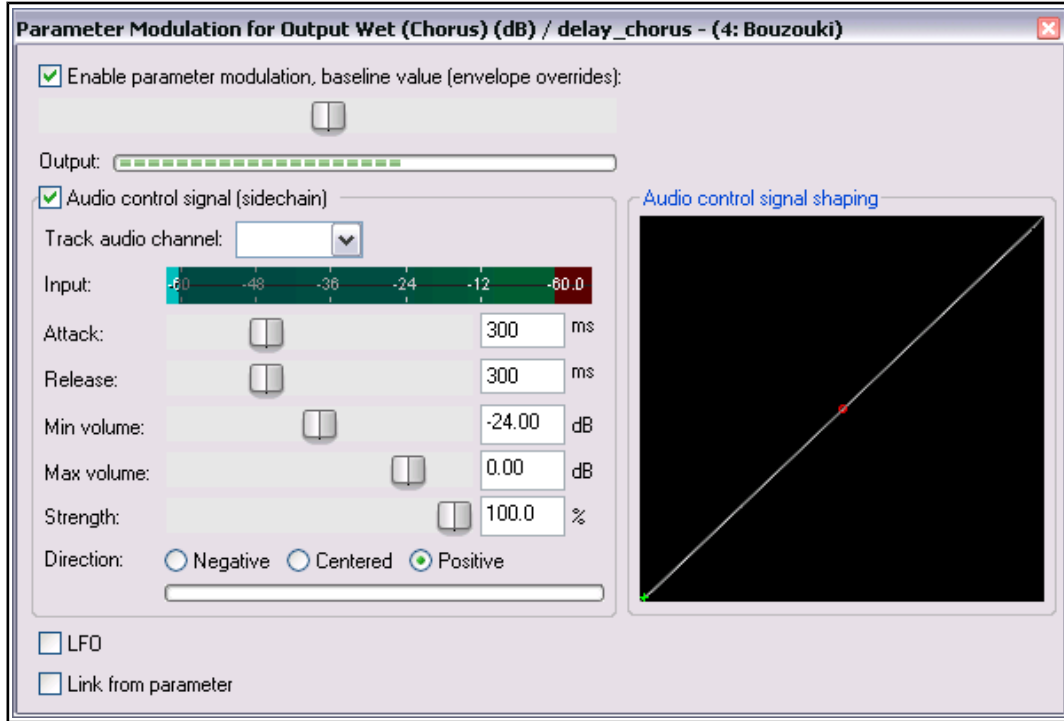 Parameter Modulation for Output Wet (Chorus) (dB) / delay_chorus - (4: Bouzouki)
Enable parameter modulation, baseline value (envelope overrides):
Output:
Audio control signal (sidechain)
Audio control signal shaping
Track audio channel:
Input: -60 -48 -36 -24 -12 -60.0
Attack: 300 ms
Release: 300 ms
Min volume: -24.00 dB
Max volume: 0.00 dB
Strength: 100.0 %
Direction: Negative Centered Positive
LFO
Link from parameter